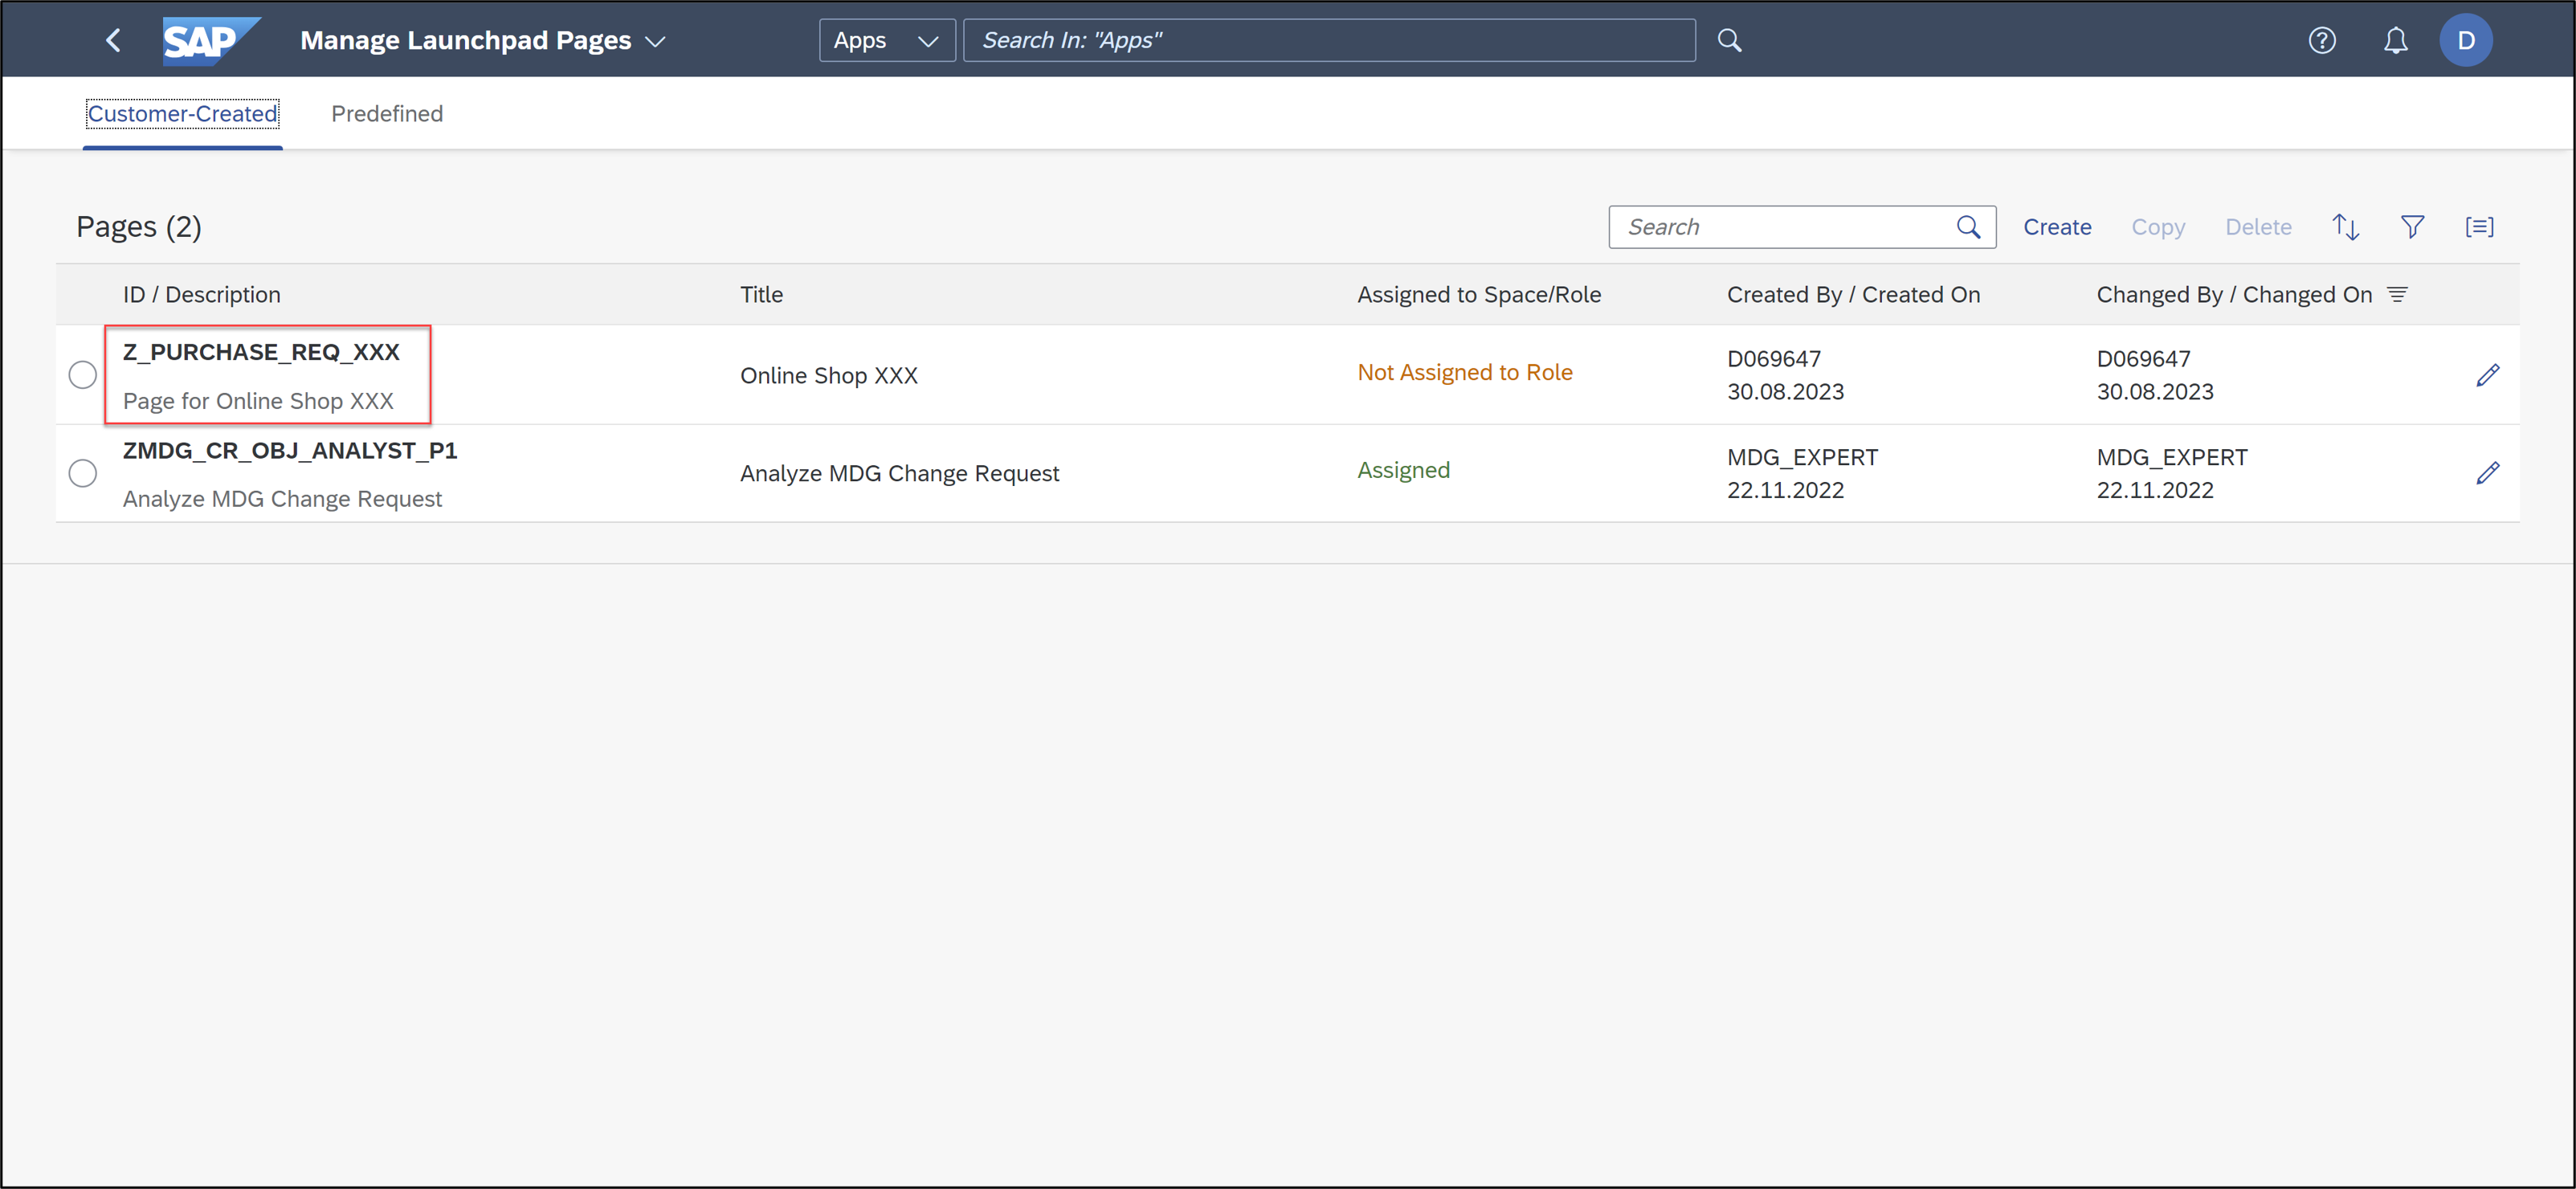 SAP
Manage Launchpad Pages
Apps
Search In: "Apps"
D
Customer-Created
Predefined
Pages (2)
Search
Create
Copy
Delete
ID / Description
Title
Assigned to Space/Role
Created By / Created On
Changed By / Changed On
Z_PURCHASE_REQ_XXX
Page for Online Shop XXX
Online Shop XXX
Not Assigned to Role
D069647
30.08.2023
D069647
30.08.2023
ZMDG_CR_OBJ_ANALYST_P1
Analyze MDG Change Request
Analyze MDG Change Request
Assigned
MDG_EXPERT
22.11.2022
MDG_EXPERT
22.11.2022